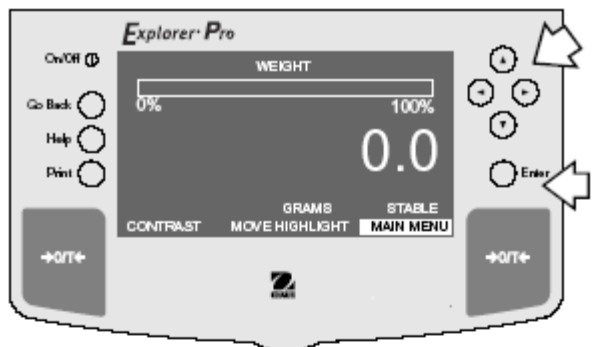 Explorer Pro
On/Off
WEIGHT
Go Back
0% 100%
Help
0.0
Print
Enter
GRAMS STABLE
CONTRAST MOVE HIGHLIGHT MAIN MENU
→0/T← →0/T←